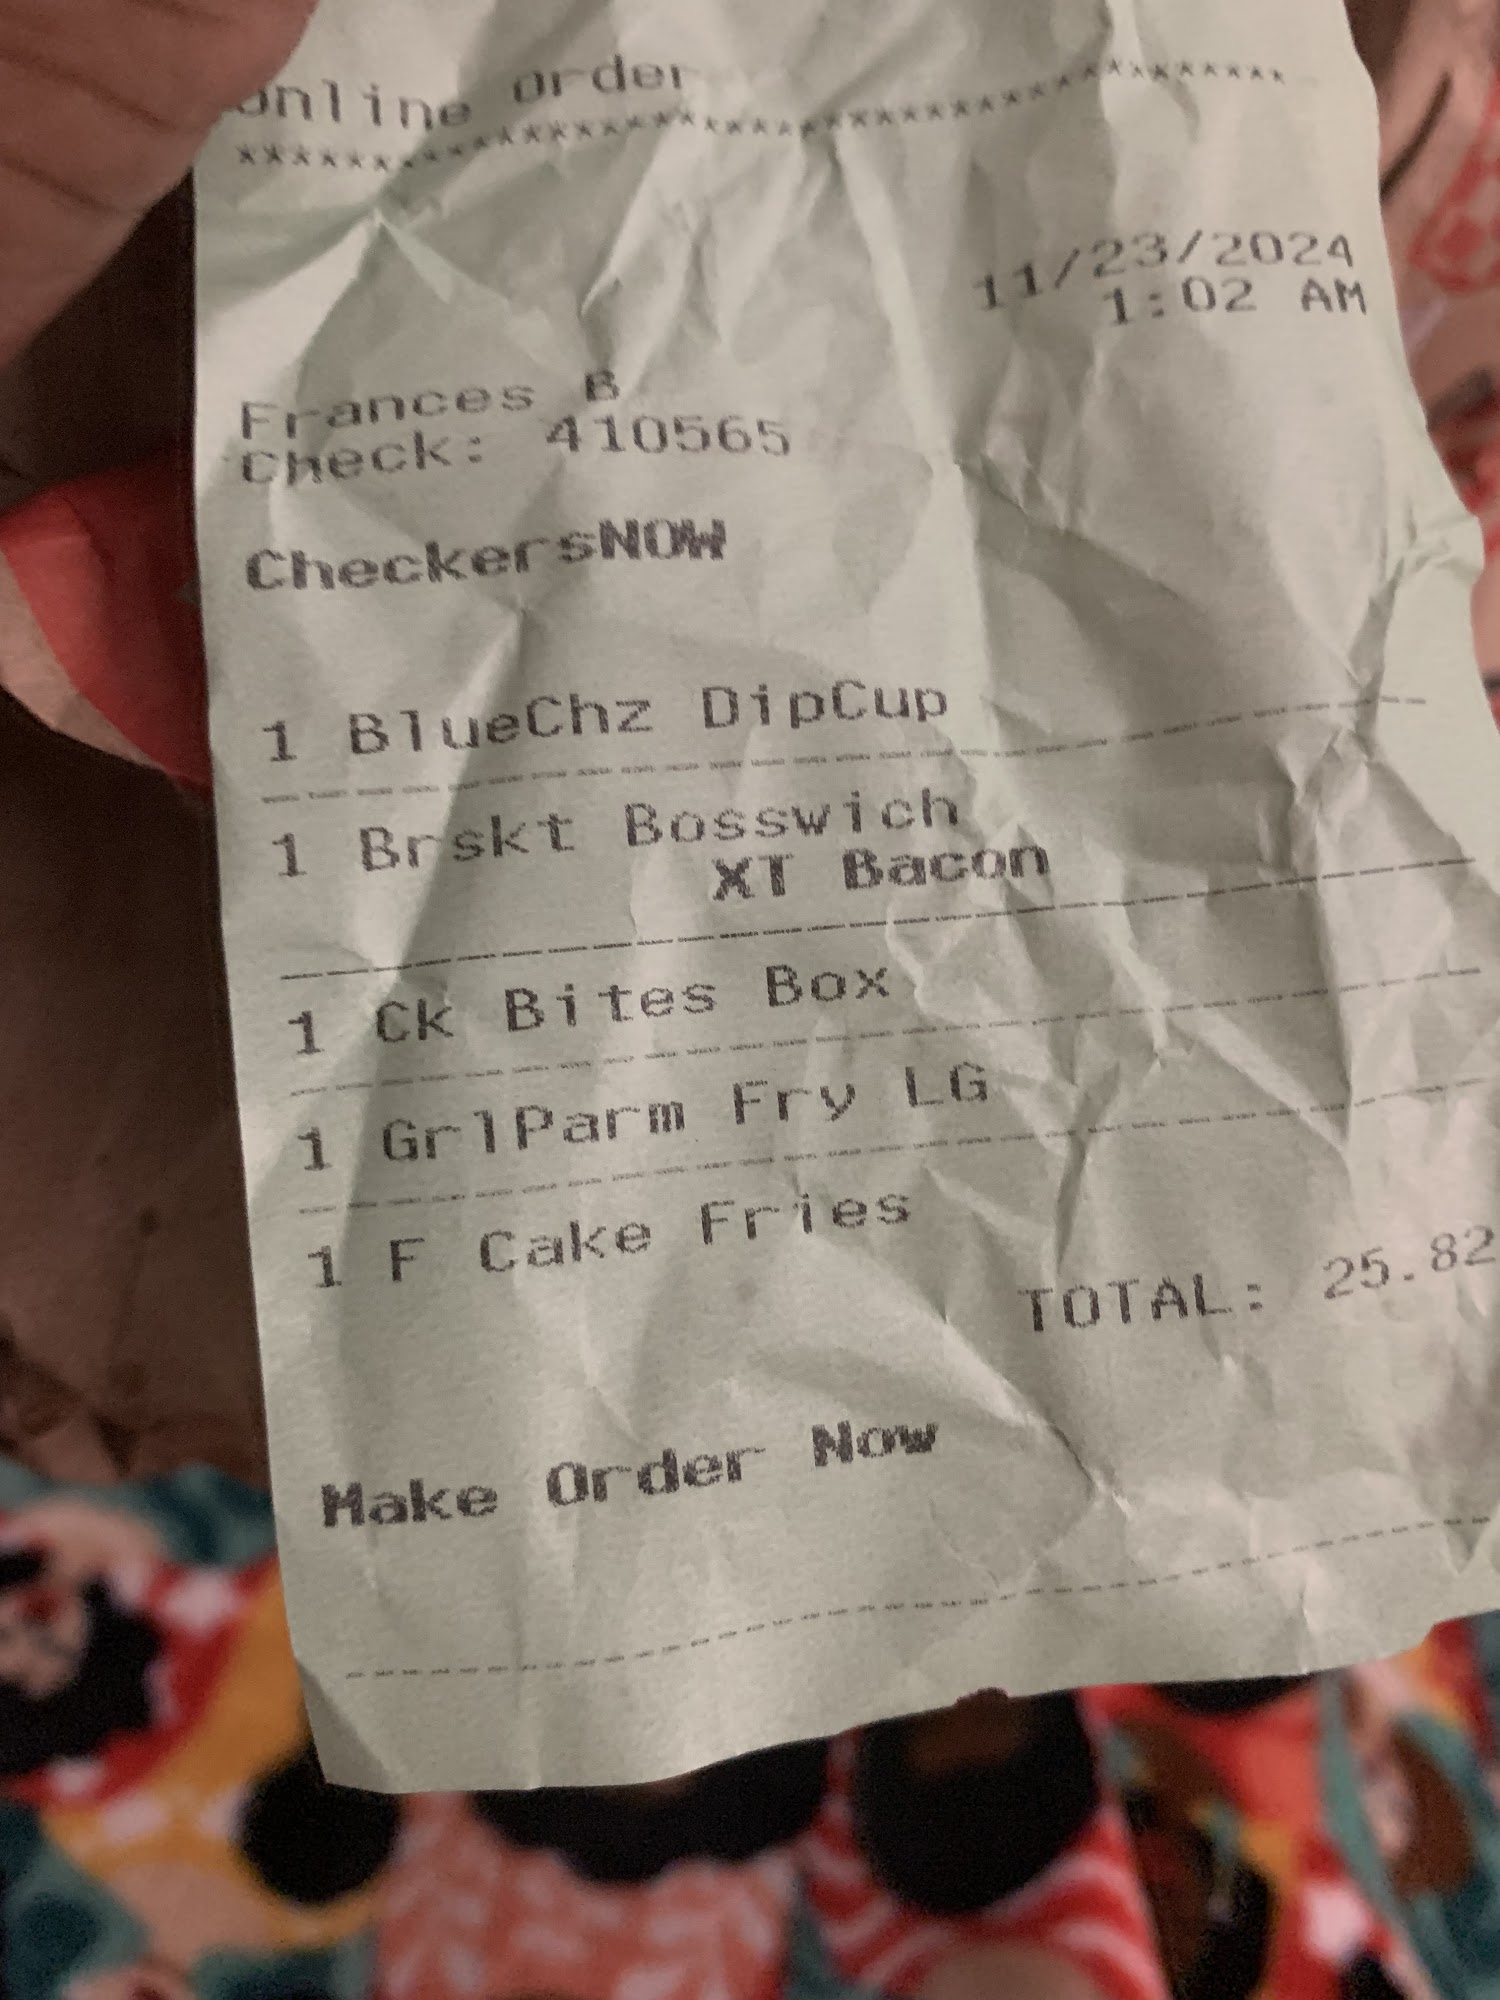 Online Order
****************************************
11/23/2024
1:02 AM
Frances B
Check: 410565
CheckersNOW
1 BlueChz DipCup
1 Brskt Bosswich
XT Bacon
1 Ck Bites Box
1 GrlParm Fry LG
1 F Cake Fries
TOTAL: 25.82
Make Order Now